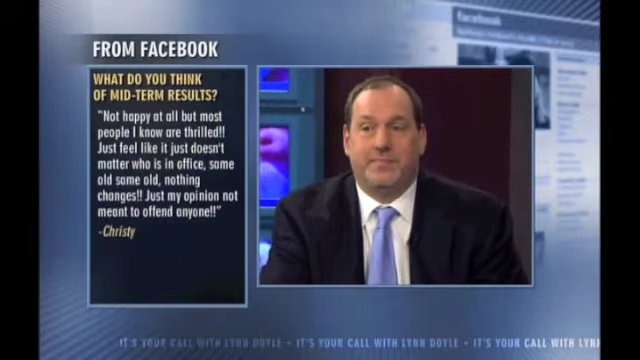 facebook
FROM FACEBOOK
WHAT DO YOU THINK
OF MID-TERM RESULTS?
"Not happy at all but most
people I know are thrilled!!
Just feel like it just doesn't
matter who is in office, same
old same old, nothing
changes!! Just my opinion not
meant to offend anyone!!"
-Christy
IT'S YOUR CALL WITH LYNN DOYLE • IT'S YOUR CALL WITH LYNN DOYLE • IT'S YOUR CALL WITH LYNN